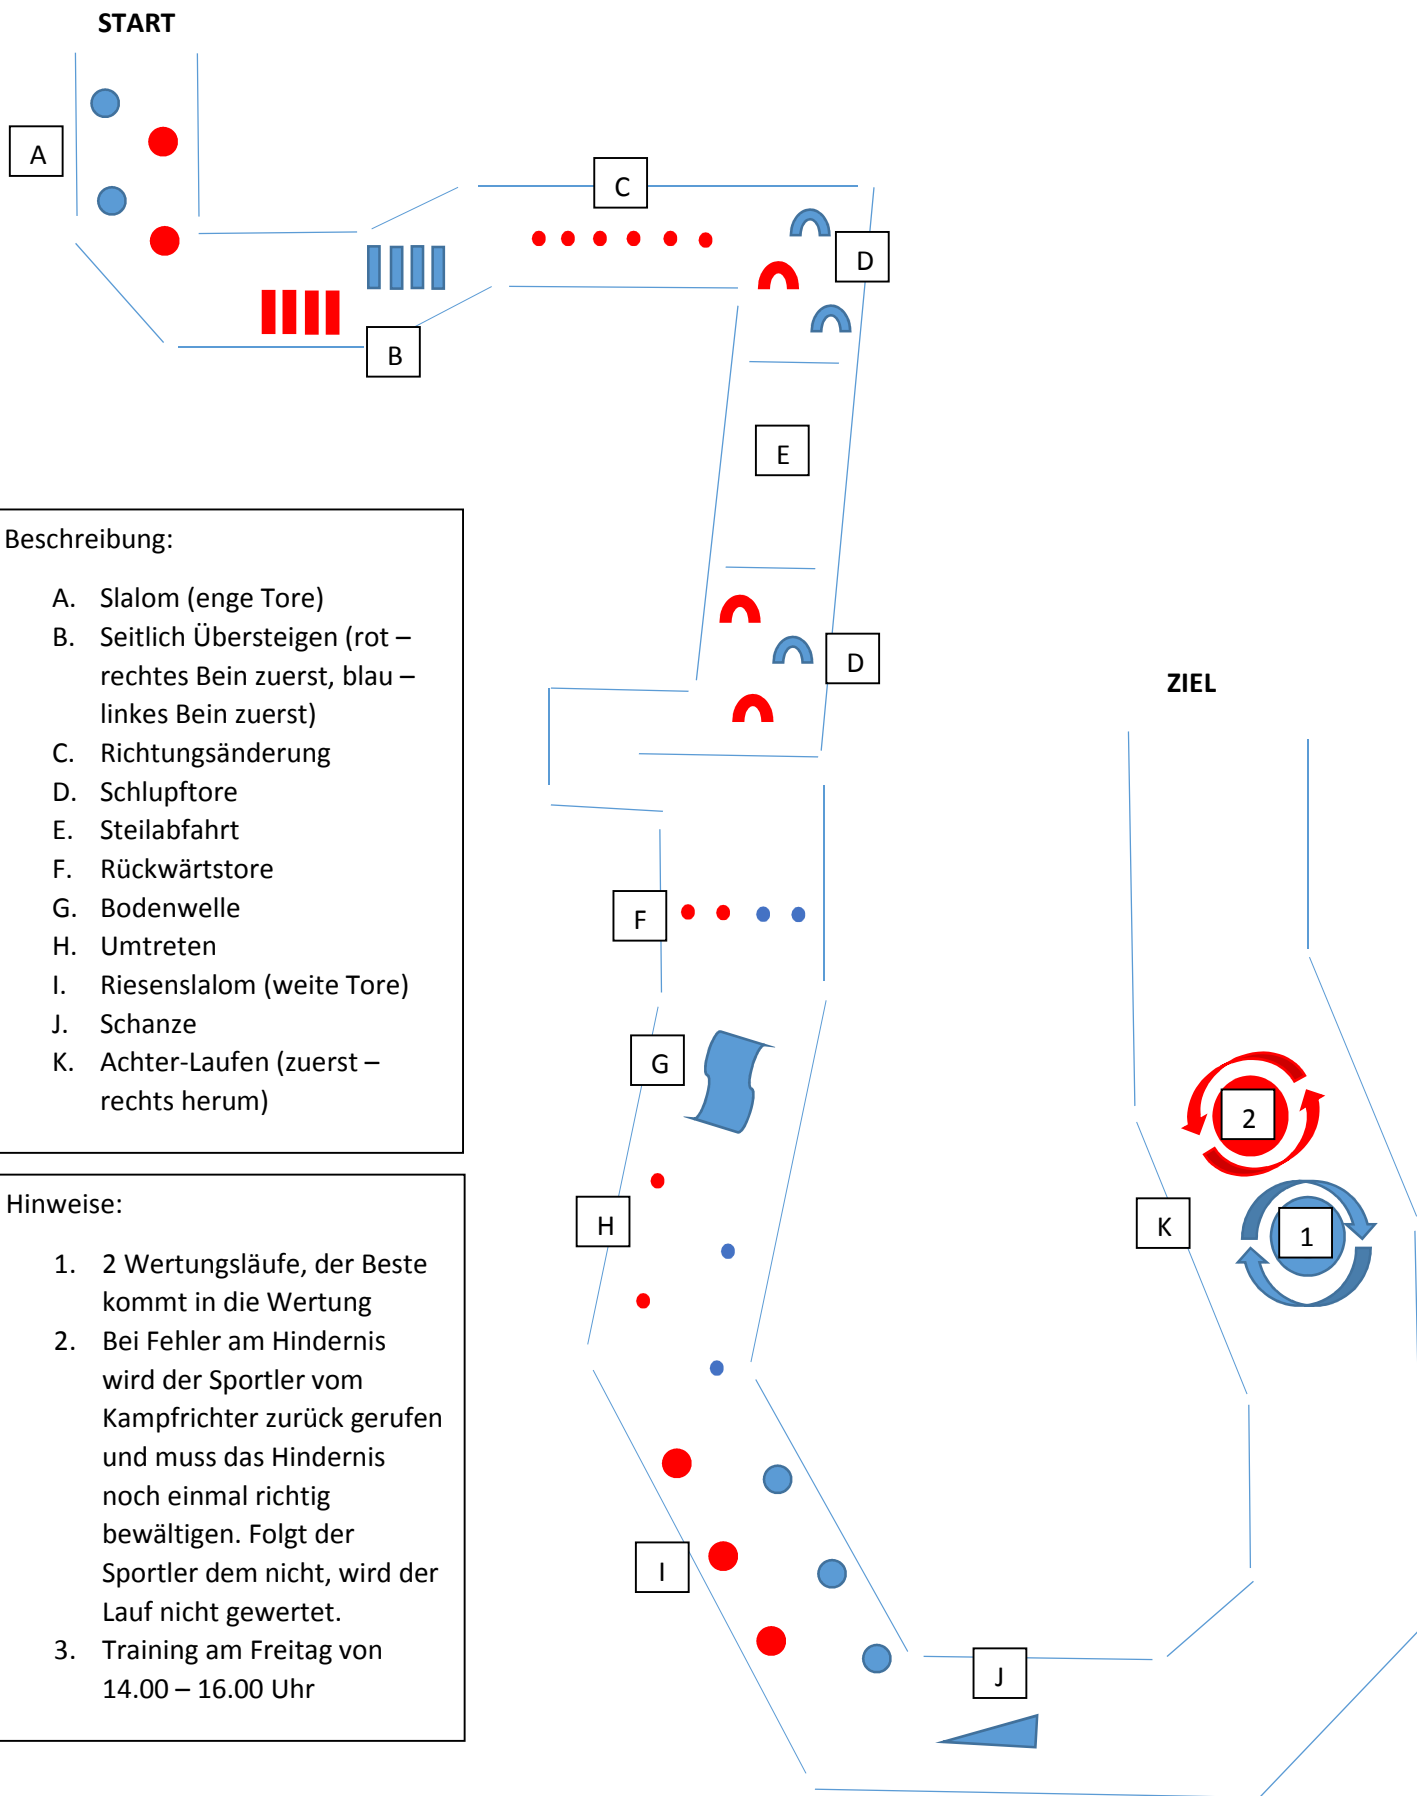 START
A
C
D
B
E
Beschreibung:
A. Slalom (enge Tore)
B. Seitlich Übersteigen (rot –
rechtes Bein zuerst, blau –
linkes Bein zuerst)
C. Richtungsänderung
D. Schlupftore
E. Steilabfahrt
F. Rückwärtstore
G. Bodenwelle
H. Umtreten
I. Riesenslalom (weite Tore)
J. Schanze
K. Achter-Laufen (zuerst –
rechts herum)
D
ZIEL
F
G
2
H
K
1
Hinweise:
1. 2 Wertungsläufe, der Beste
kommt in die Wertung
2. Bei Fehler am Hindernis
wird der Sportler vom
Kampfrichter zurück gerufen
und muss das Hindernis
noch einmal richtig
bewältigen. Folgt der
Sportler dem nicht, wird der
Lauf nicht gewertet.
3. Training am Freitag von
14.00 – 16.00 Uhr
I
J